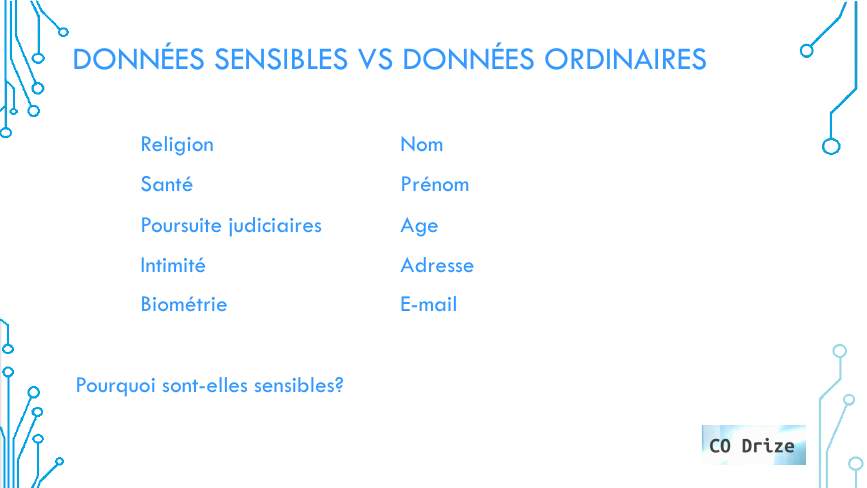 DONNÉES SENSIBLES VS DONNÉES ORDINAIRES
Religion
Santé
Poursuite judiciaires
Intimité
Biométrie
Nom
Prénom
Age
Adresse
E-mail
Pourquoi sont-elles sensibles?
CO Drize